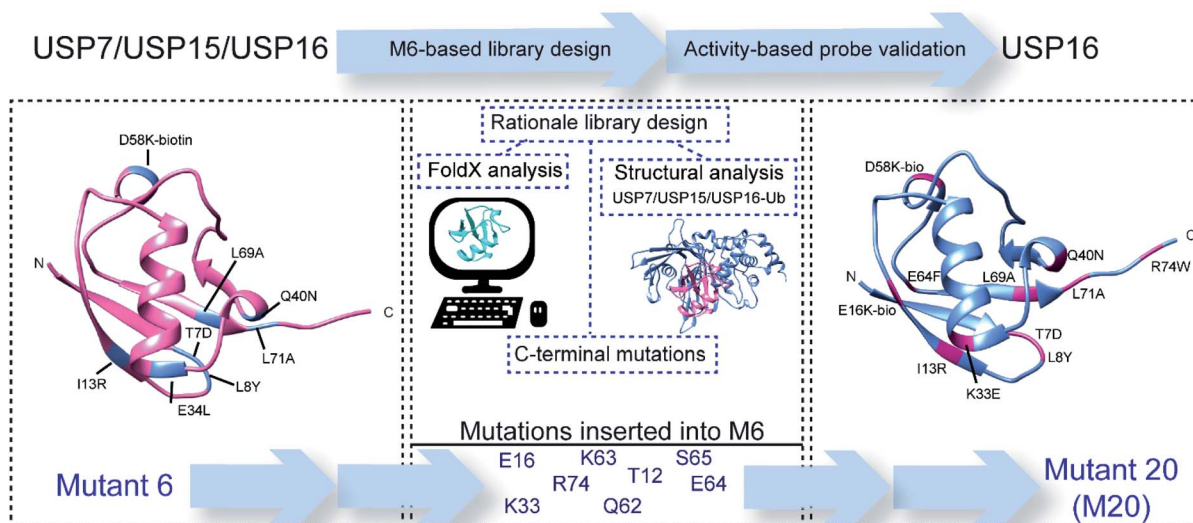 USP7/USP15/USP16
M6-based library design
Activity-based probe validation
USP16
D58K-biotin
N
L69A
Q40N
C
T7D
L71A
I13R
L8Y
E34L
Rationale library design
FoldX analysis
Structural analysis
USP7/USP15/USP16-Ub
C-terminal mutations
D58K-bio
C
Q40N
R74W
N
E64F
L69A
L71A
E16K-bio
T7D
I13R
L8Y
K33E
Mutations inserted into M6
E16 K63 S65
R74 T12 E64
K33 Q62
Mutant 6
Mutant 20
(M20)